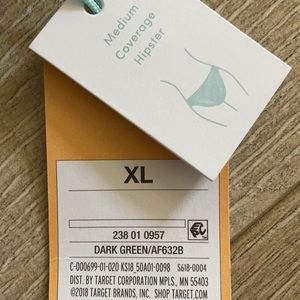 Medium
Coverage
Hipster
XL
238 01 0957
DARK GREEN/AF632B
C-000699-01-020 KS18_50A01-0098 S618-0004
DIST. BY TARGET CORPORATION MPLS., MN 55403
©2018 TARGET BRANDS, INC. SHOP TARGET.COM